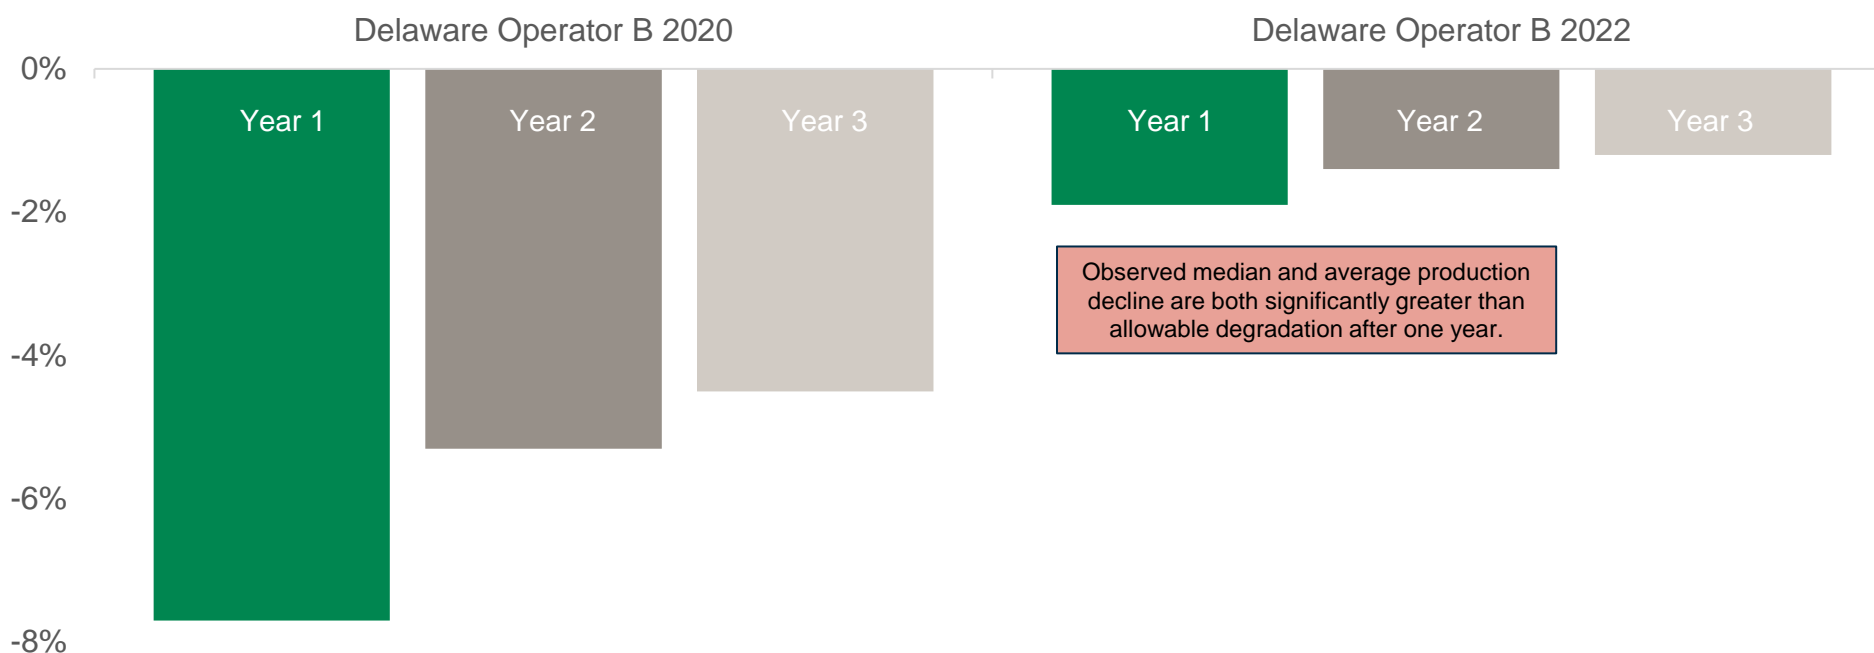 Delaware Operator B 2020
Delaware Operator B 2022
0%
Year 1
Year 2
Year 3
Year 1
Year 2
Year 3
-2%
Observed median and average production
decline are both significantly greater than
allowable degradation after one year.
-4%
-6%
-8%